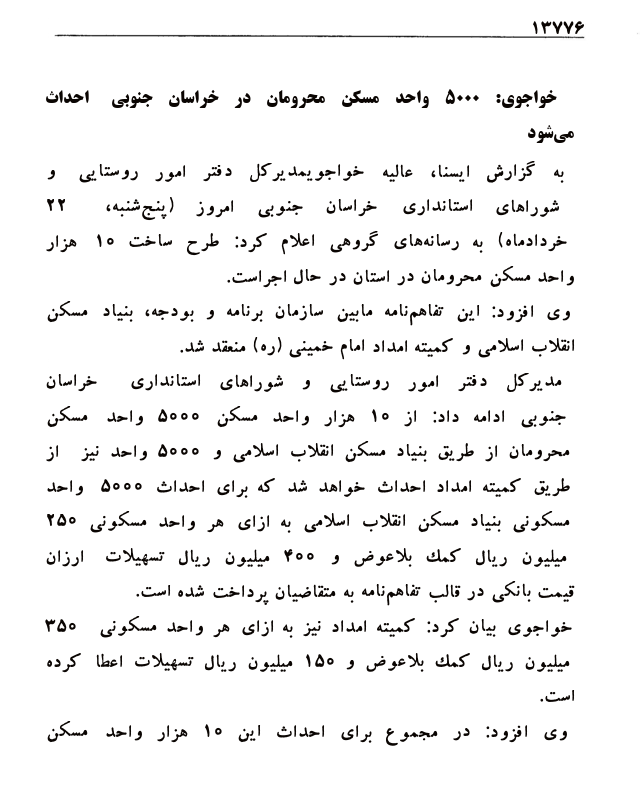 ۱۳۷۷۶
خواجوی: ۵۰۰۰ واحد مسکن محرومان در خراسان جنوبی احداث
می‌شود
به گزارش ایسنا، عالیه خواجویمدیرکل دفتر امور روستایی و
شوراهای استانداری خراسان جنوبی امروز (پنج‌شنبه، ۲۲
خردادماه) به رسانه‌های گروهی اعلام کرد: طرح ساخت ۱۰ هزار
واحد مسکن محرومان در استان در حال اجراست.
وی افزود: این تفاهم‌نامه مابین سازمان برنامه و بودجه، بنیاد مسکن
انقلاب اسلامی و کمیته امداد امام خمینی (ره) منعقد شد.
مدیرکل دفتر امور روستایی و شوراهای استانداری خراسان
جنوبی ادامه داد: از ۱۰ هزار واحد مسکن ۵۰۰۰ واحد مسکن
محرومان از طریق بنیاد مسکن انقلاب اسلامی و ۵۰۰۰ واحد نیز از
طریق کمیته امداد احداث خواهد شد که برای احداث ۵۰۰۰ واحد
مسکونی بنیاد مسکن انقلاب اسلامی به ازای هر واحد مسکونی ۲۵۰
میلیون ریال کمك بلاعوض و ۴۰۰ میلیون ریال تسهیلات ارزان
قیمت بانکی در قالب تفاهم‌نامه به متقاضیان پرداخت شده است.
خواجوی بیان کرد: کمیته امداد نیز به ازای هر واحد مسکونی ۳۵۰
میلیون ریال کمك بلاعوض و ۱۵۰ میلیون ریال تسهیلات اعطا کرده
است.
وی افزود: در مجموع برای احداث این ۱۰ هزار واحد مسکن